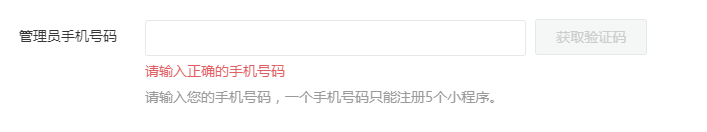 管理员手机号码
获取验证码
请输入正确的手机号码
请输入您的手机号码，一个手机号码只能注册5个小程序。